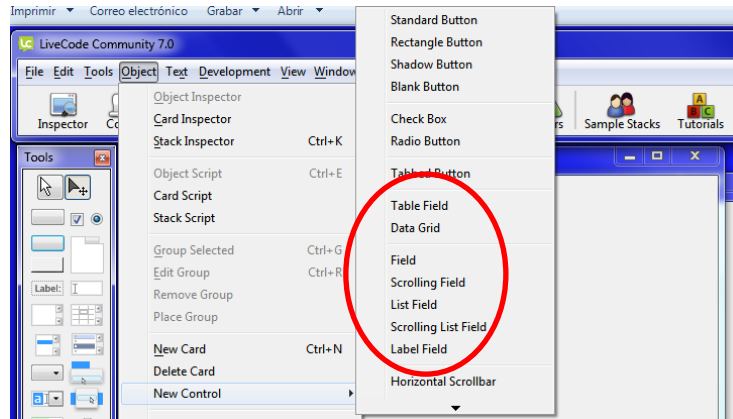 Imprimir Correo electrónico Grabar Abrir
LiveCode Community 7.0
File Edit Tools Object Text Development View Window
Inspector
Sample Stacks Tutorials
Tools
Label:
Object Inspector
Card Inspector
Stack Inspector Ctrl+K
Object Script Ctrl+E
Card Script
Stack Script
Group Selected Ctrl+G
Edit Group Ctrl+R
Remove Group
Place Group
New Card Ctrl+N
Delete Card
New Control
Standard Button
Rectangle Button
Shadow Button
Blank Button
Check Box
Radio Button
Tabbed Button
Table Field
Data Grid
Field
Scrolling Field
List Field
Scrolling List Field
Label Field
Horizontal Scrollbar